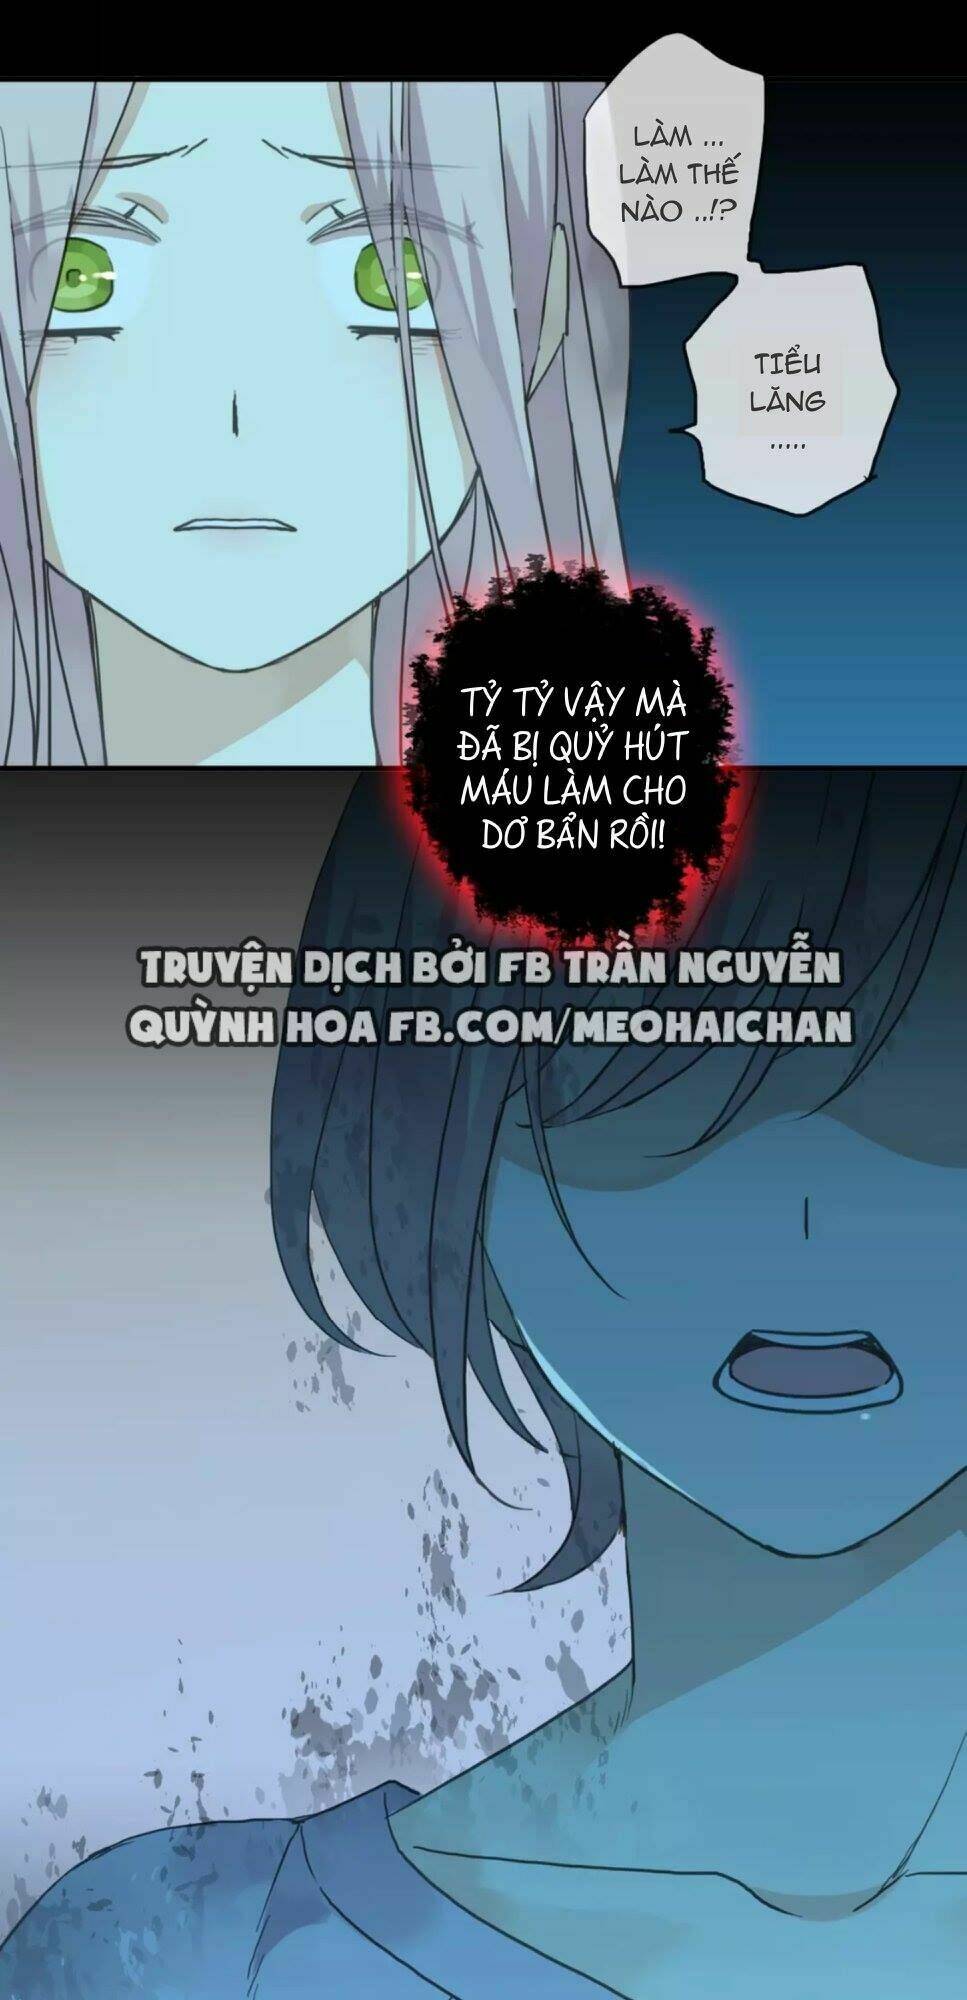 LÀM ...
LÀM THẾ
NÀO ..!?
TIỂU
LĂNG
.....
TỶ TỶ VẬY MÀ
ĐÃ BỊ QUỶ HÚT
MÁU LÀM CHO
DƠ BẨN RỒI!
TRUYỆN DỊCH BỞI FB TRẦN NGUYỄN
QUỲNH HOA FB.COM/MEOHAICHAN